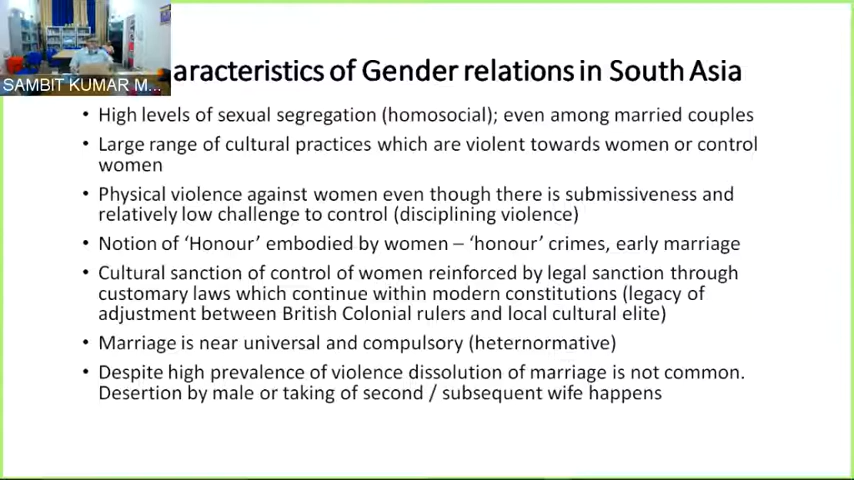 SAMBIT KUMAR M...
aracteristics of Gender relations in South Asia
• High levels of sexual segregation (homosocial); even among married couples
• Large range of cultural practices which are violent towards women or control
women
• Physical violence against women even though there is submissiveness and
relatively low challenge to control (disciplining violence)
• Notion of ‘Honour’ embodied by women – ‘honour’ crimes, early marriage
• Cultural sanction of control of women reinforced by legal sanction through
customary laws which continue within modern constitutions (legacy of
adjustment between British Colonial rulers and local cultural elite)
• Marriage is near universal and compulsory (heternormative)
• Despite high prevalence of violence dissolution of marriage is not common.
Desertion by male or taking of second / subsequent wife happens